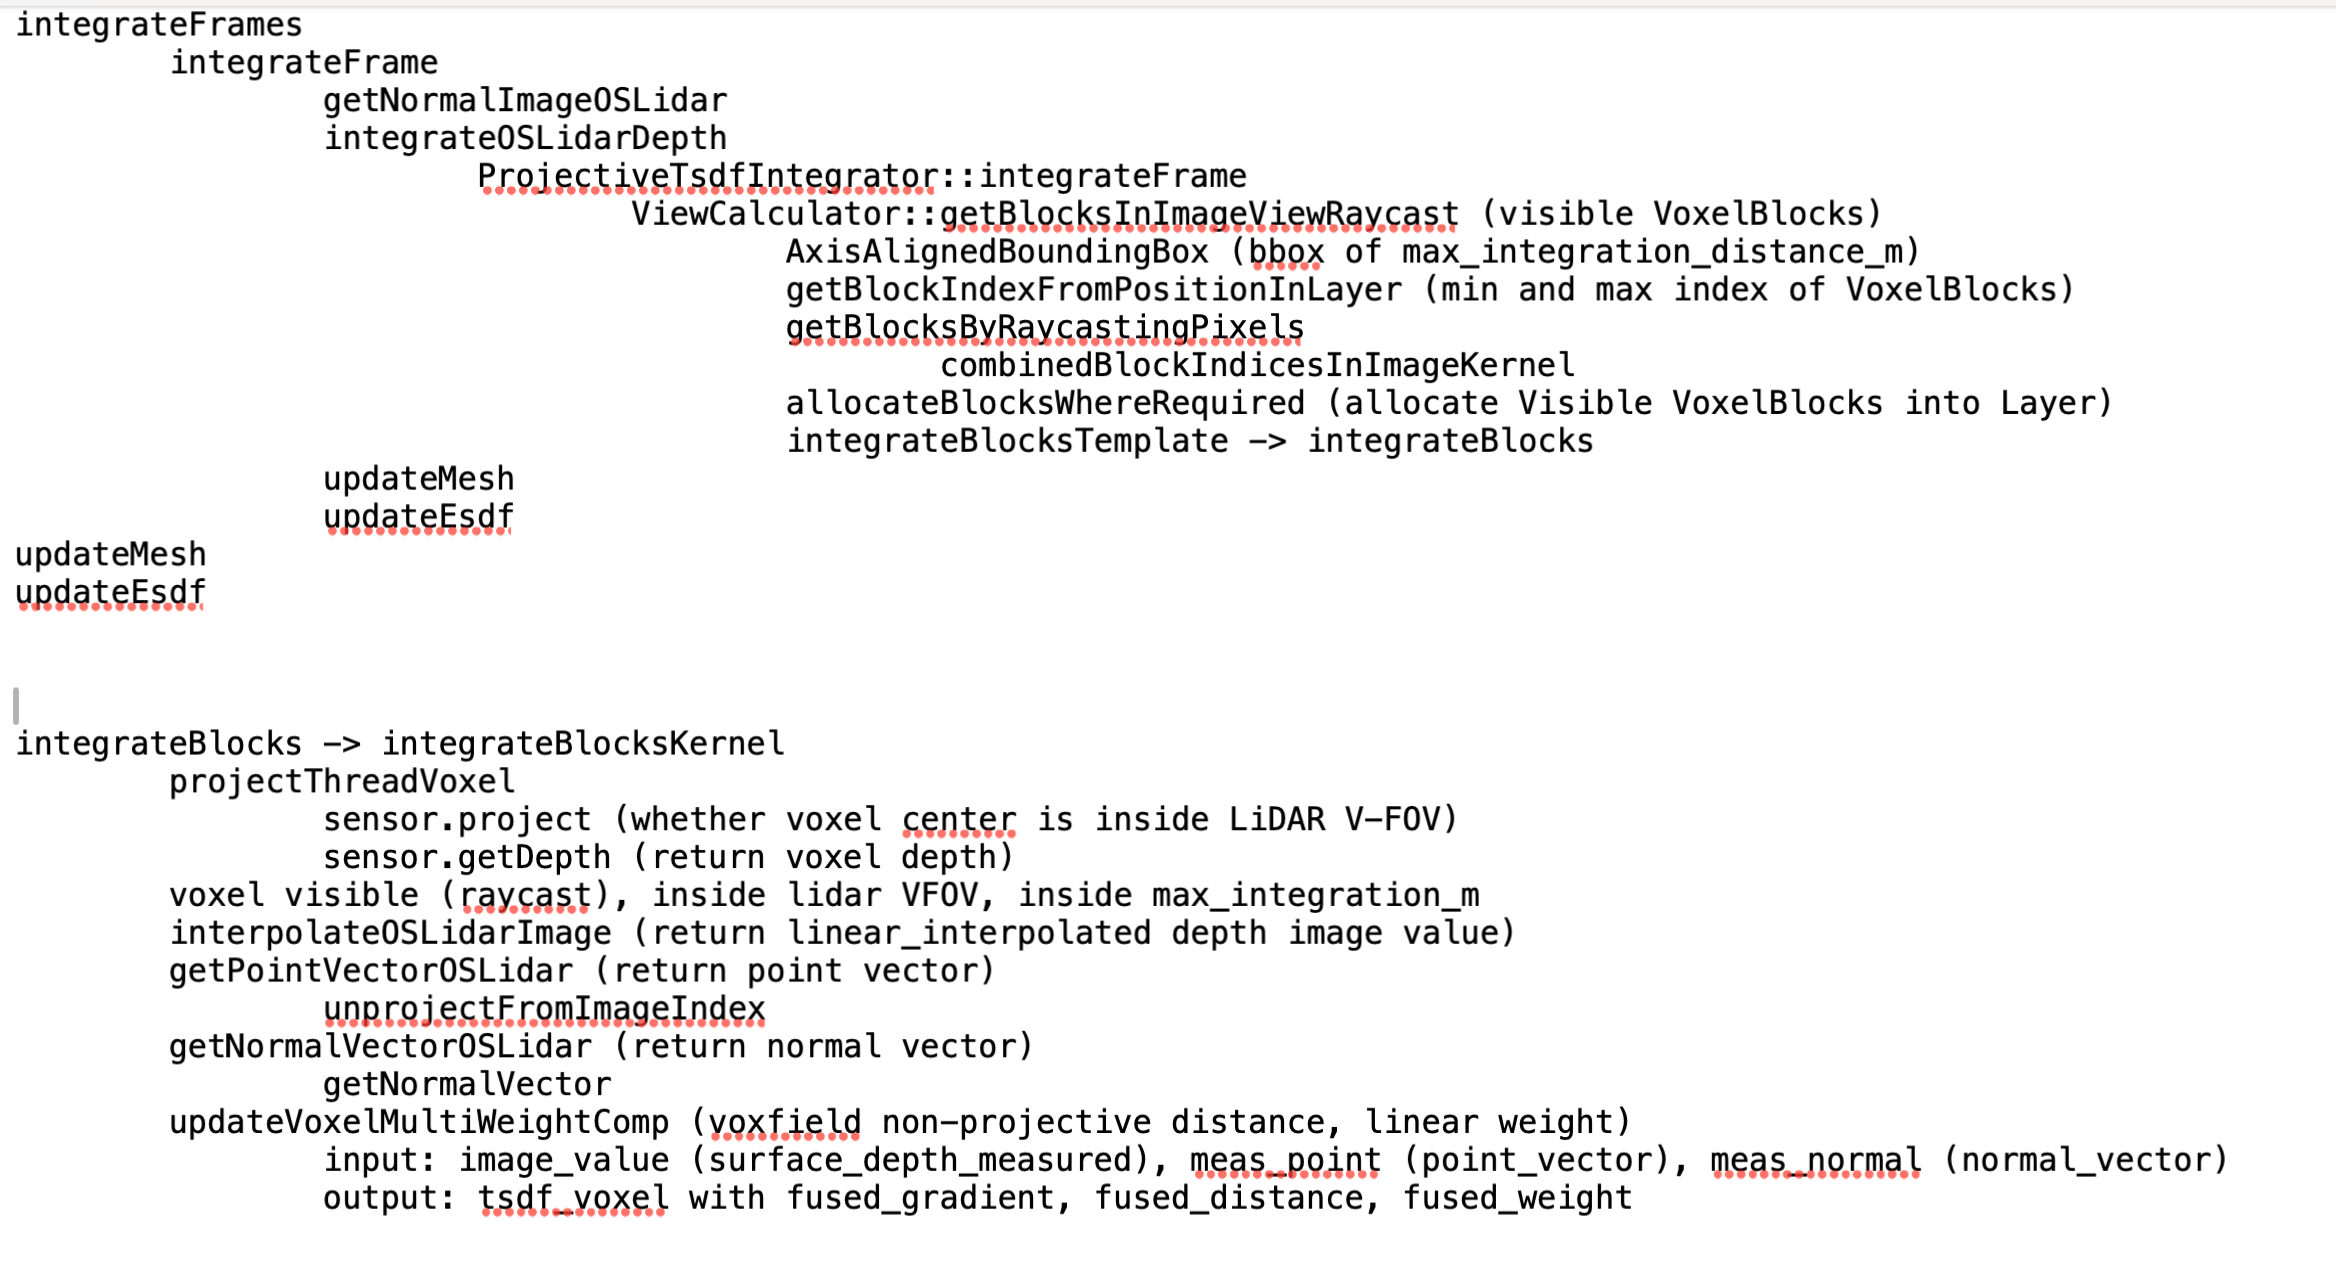 integrateFrames
integrateFrame
getNormalImageOSLidar
integrateOSLidarDepth
ProjectiveTsdfIntegrator::integrateFrame
ViewCalculator::getBlocksInImageViewRaycast (visible VoxelBlocks)
AxisAlignedBoundingBox (bbox of max_integration_distance_m)
getBlockIndexFromPositionInLayer (min and max index of VoxelBlocks)
getBlocksByRaycastingPixels
combinedBlockIndicesInImageKernel
allocateBlocksWhereRequired (allocate Visible VoxelBlocks into Layer)
integrateBlocksTemplate -> integrateBlocks
updateMesh
updateEsdf
updateMesh
updateEsdf
integrateBlocks -> integrateBlocksKernel
projectThreadVoxel
sensor.project (whether voxel center is inside LiDAR V-FOV)
sensor.getDepth (return voxel depth)
voxel visible (raycast), inside lidar VFOV, inside max_integration_m
interpolateOSLidarImage (return linear_interpolated depth image value)
getPointVectorOSLidar (return point vector)
unprojectFromImageIndex
getNormalVectorOSLidar (return normal vector)
getNormalVector
updateVoxelMultiWeightComp (voxfield non-projective distance, linear weight)
input: image_value (surface_depth_measured), meas_point (point_vector), meas_normal (normal_vector)
output: tsdf_voxel with fused_gradient, fused_distance, fused_weight